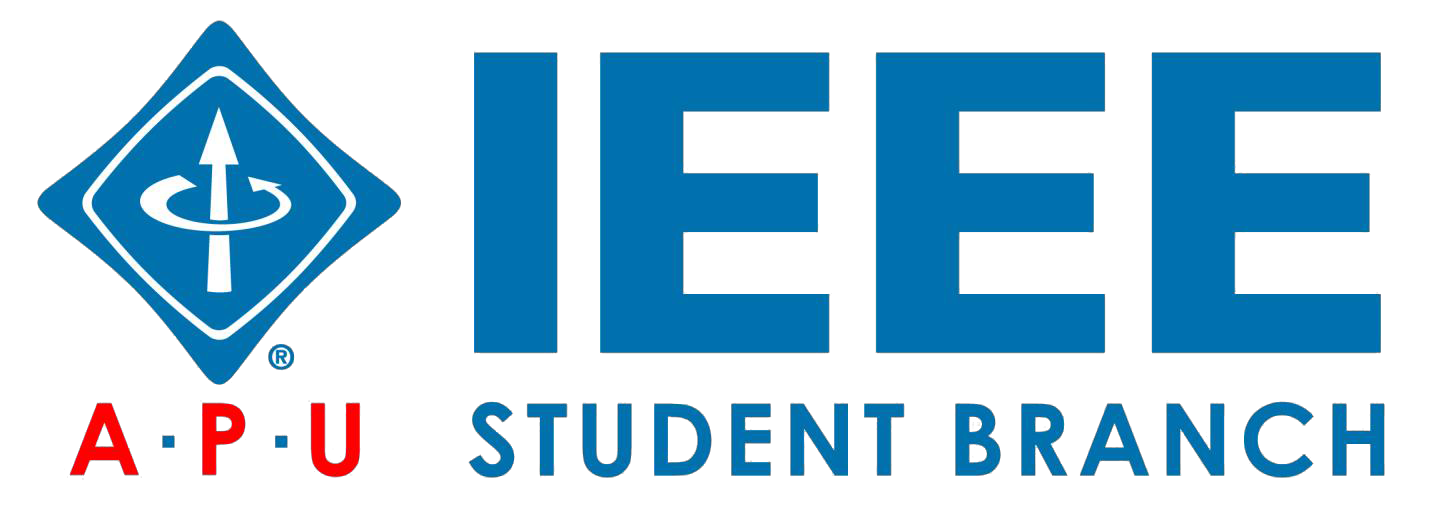 IEEE
®
A·P·U STUDENT BRANCH